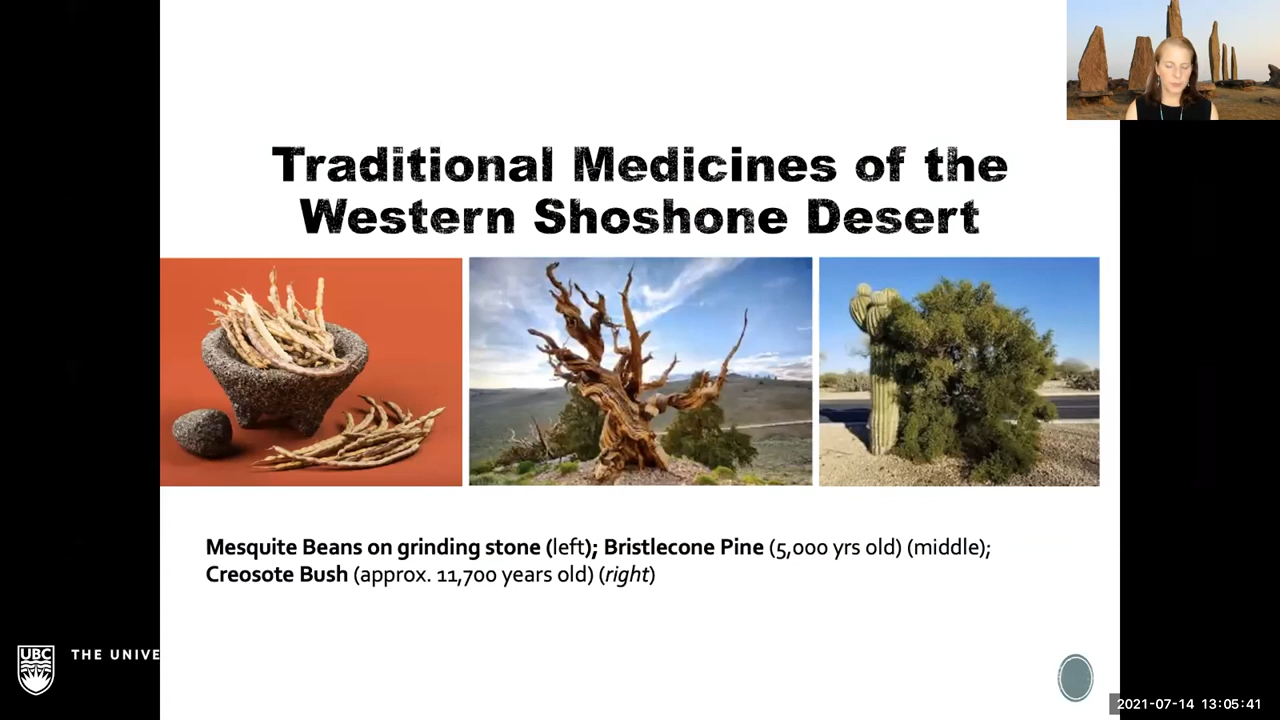 Traditional Medicines of the
Western Shoshone Desert
Mesquite Beans on grinding stone (left); Bristlecone Pine (5,000 yrs old) (middle);
Creosote Bush (approx. 11,700 years old) (right)
UBC
THE UNIVE
2021-07-14 13:05:41